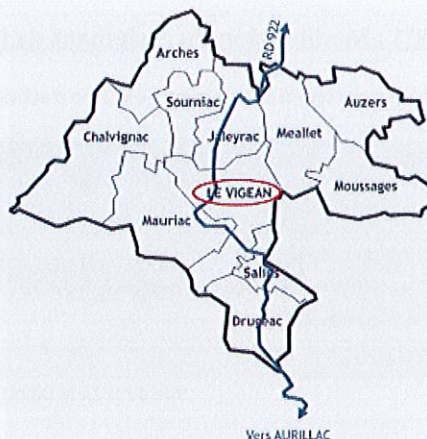 Arches
RD 922
Sourniac
Auzers
Chalvignac
Jaleyrac
Meallet
Moussages
LE VIGEAN
Mauriac
Salins
Drugeac
Vers AURILLAC